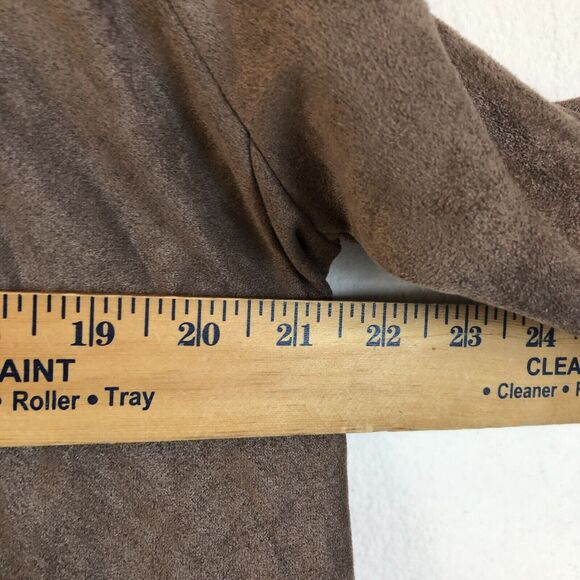 19 20 21 22 23 24
AINT CLEA
• Roller • Tray • Cleaner •